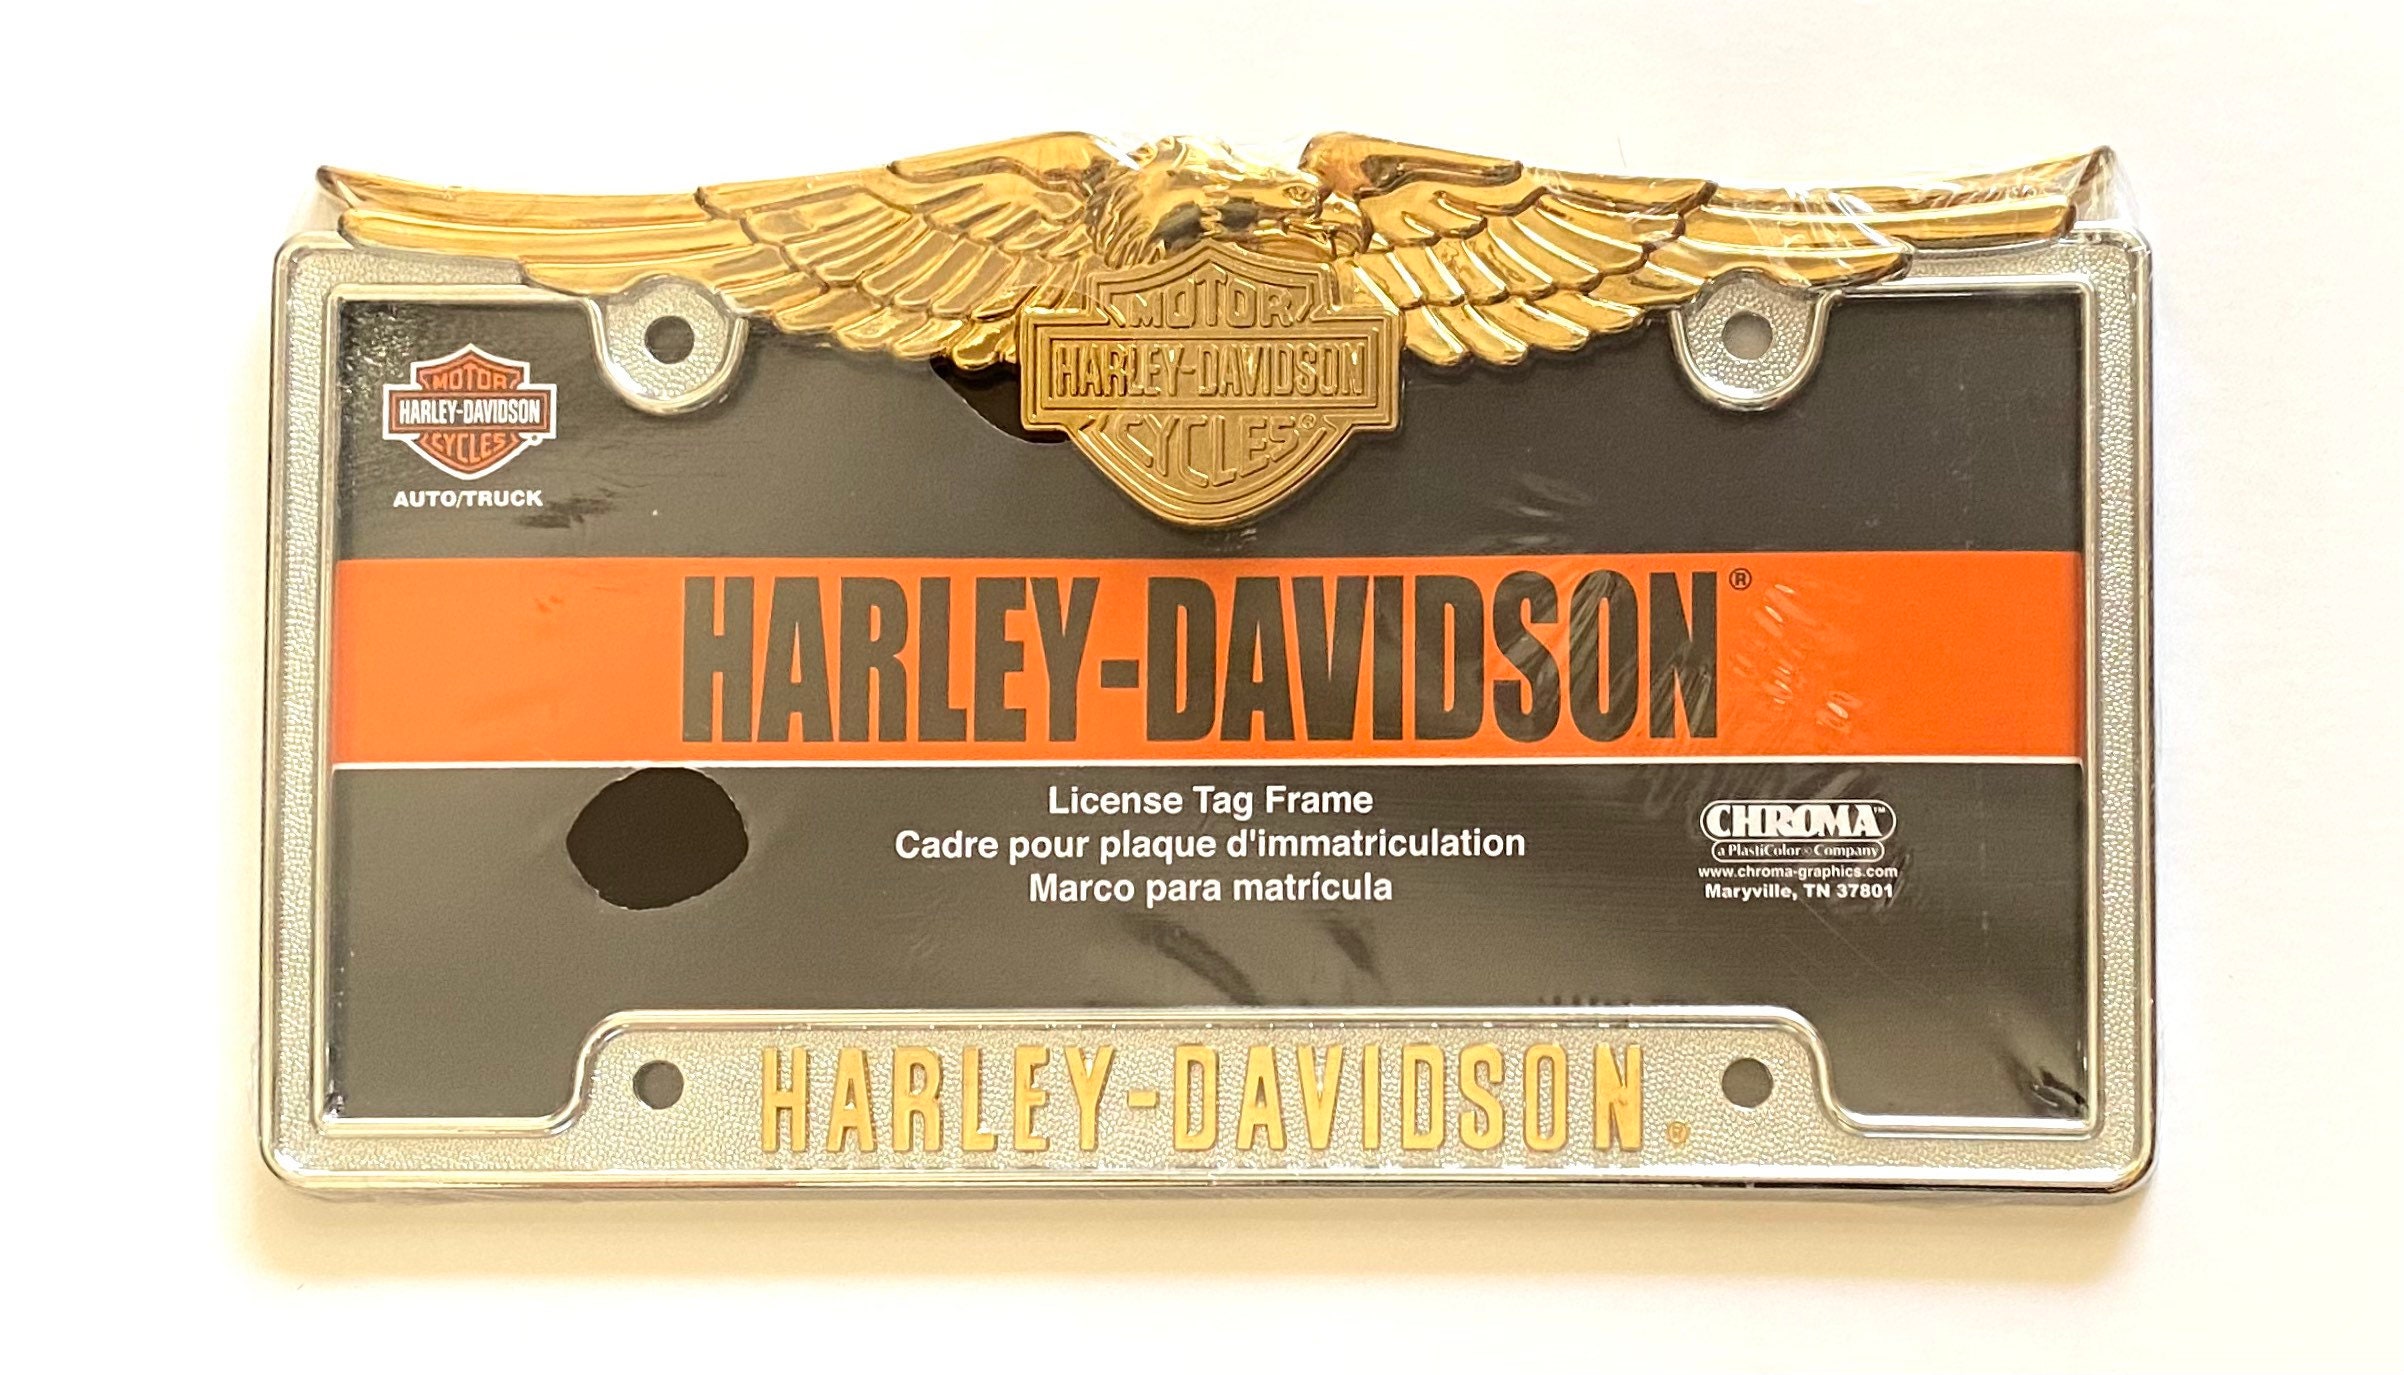 MOTOR
HARLEY-DAVIDSON
CYCLES®
MOTOR
HARLEY-DAVIDSON
CYCLES
AUTO/TRUCK
HARLEY-DAVIDSON®
License Tag Frame
Cadre pour plaque d'immatriculation
Marco para matrícula
CHROMA™
a PlastiColor® Company
www.chroma-graphics.com
Maryville, TN 37801
HARLEY-DAVIDSON®